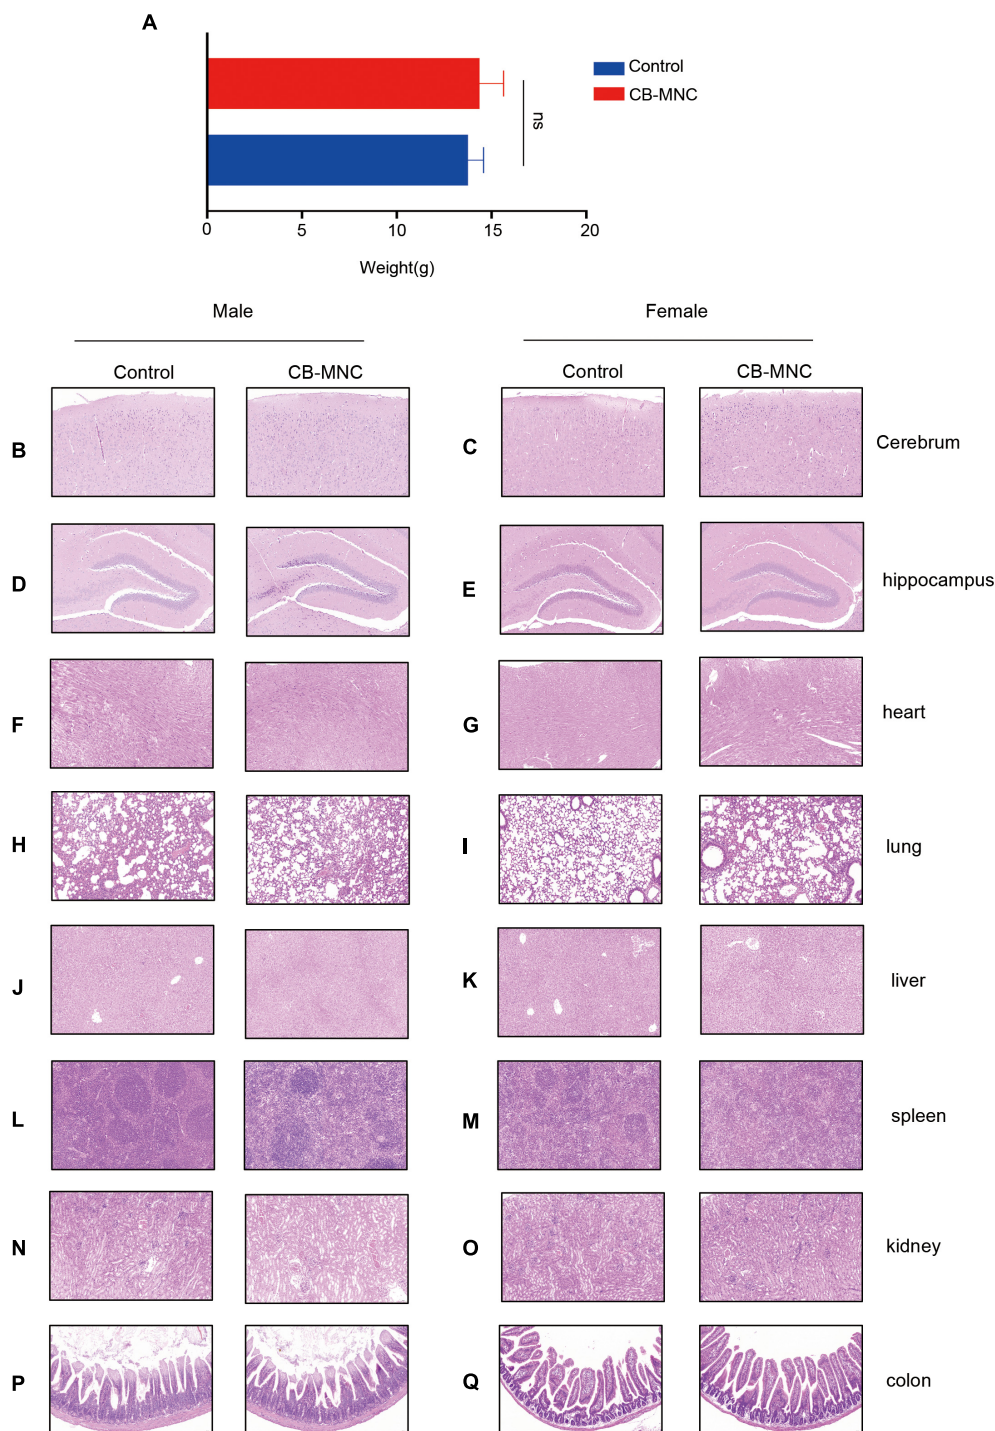 A
Control
CB-MNC
ns
0 5 10 15 20
Weight(g)
Male Female
Control CB-MNC Control CB-MNC
B C Cerebrum
D E hippocampus
F G heart
H I lung
J K liver
L M spleen
N O kidney
P Q colon